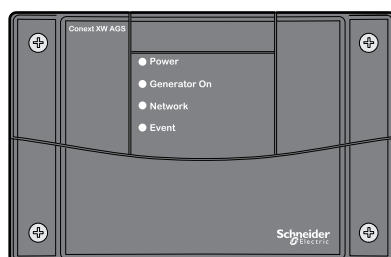 Conext XW AGS
Power
Generator On
Network
Event
Schneider
Electric